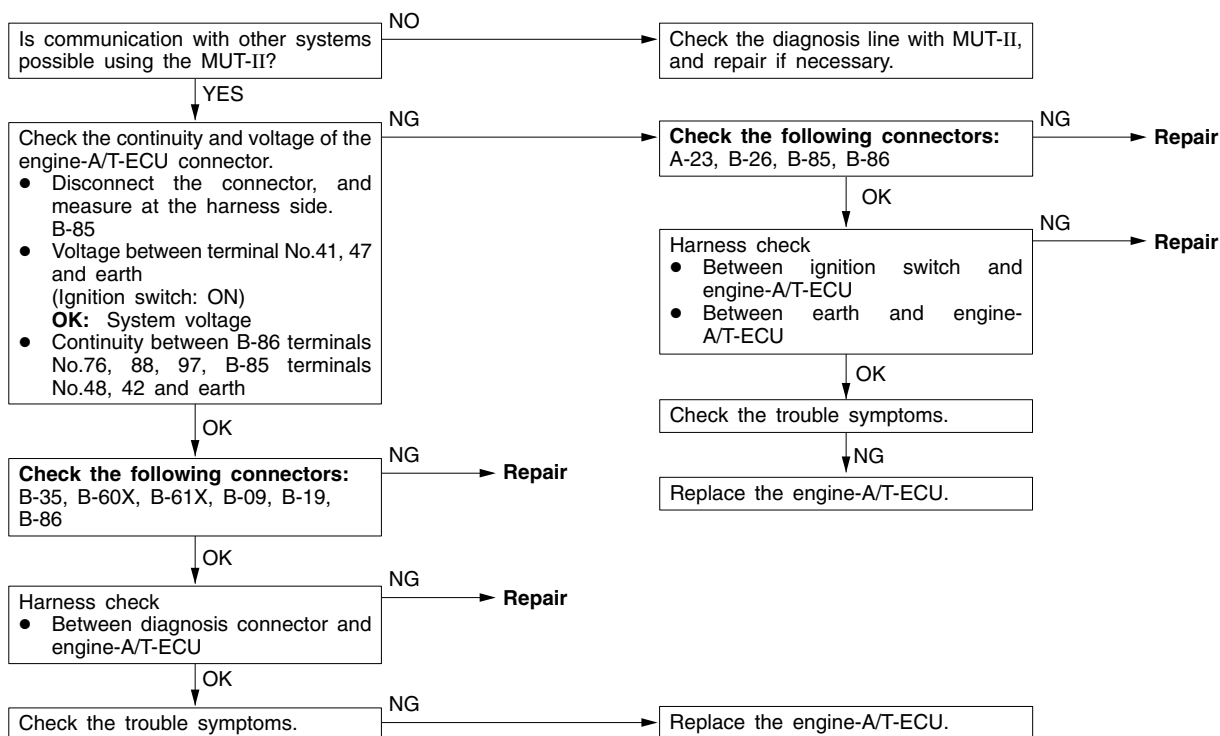 Is communication with other systems
possible using the MUT-II?
NO
Check the diagnosis line with MUT-II,
and repair if necessary.
YES
Check the continuity and voltage of the
engine-A/T-ECU connector.
● Disconnect the connector, and
measure at the harness side.
B-85
● Voltage between terminal No.41, 47
and earth
(Ignition switch: ON)
OK: System voltage
● Continuity between B-86 terminals
No.76, 88, 97, B-85 terminals
No.48, 42 and earth
NG
Check the following connectors:
A-23, B-26, B-85, B-86
NG
Repair
OK
Harness check
● Between ignition switch and
engine-A/T-ECU
● Between earth and engine-
A/T-ECU
NG
Repair
OK
Check the trouble symptoms.
NG
Replace the engine-A/T-ECU.
OK
Check the following connectors:
B-35, B-60X, B-61X, B-09, B-19,
B-86
NG
Repair
OK
Harness check
● Between diagnosis connector and
engine-A/T-ECU
NG
Repair
OK
Check the trouble symptoms.
NG
Replace the engine-A/T-ECU.